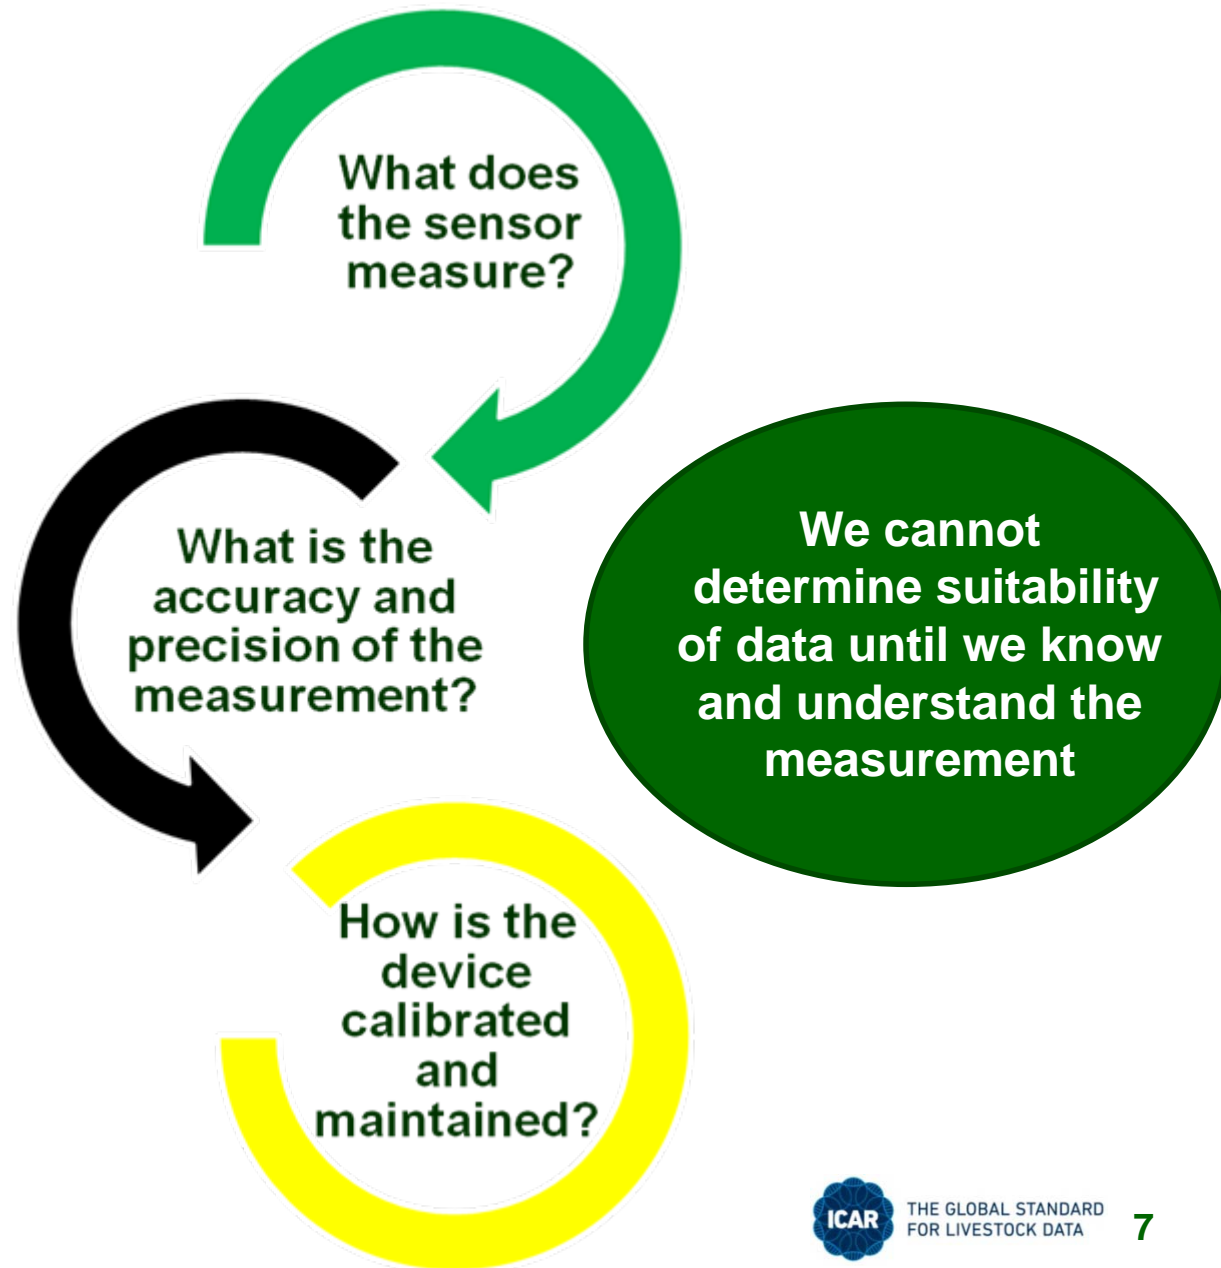 What does
the sensor
measure?
What is the
accuracy and
precision of the
measurement?
We cannot
determine suitability
of data until we know
and understand the
measurement
How is the
device
calibrated
and
maintained?
ICAR
THE GLOBAL STANDARD
FOR LIVESTOCK DATA
7